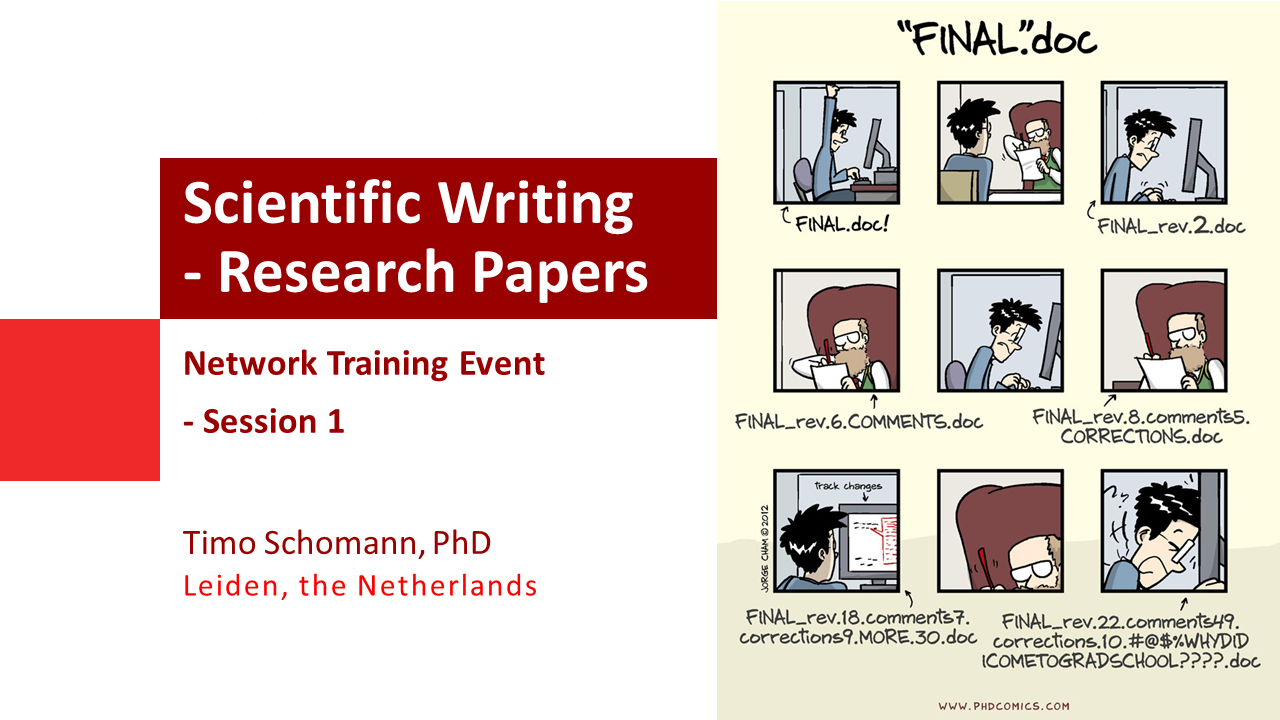 Scientific Writing
- Research Papers
Network Training Event
- Session 1
Timo Schomann, PhD
Leiden, the Netherlands
“FINAL”.doc
FINAL.doc!
FINAL_rev.2.doc
FINAL_rev.6.COMMENTS.doc
FINAL_rev.8.comments5.
CORRECTIONS.doc
track changes
JORGE CHAM © 2012
FINAL_rev.18.comments7.
corrections9.MORE.30.doc
FINAL_rev.22.comments49.
corrections.10.#@$%WHYDID
ICOMETOGRADSCHOOL????.doc
WWW.PHDCOMICS.COM